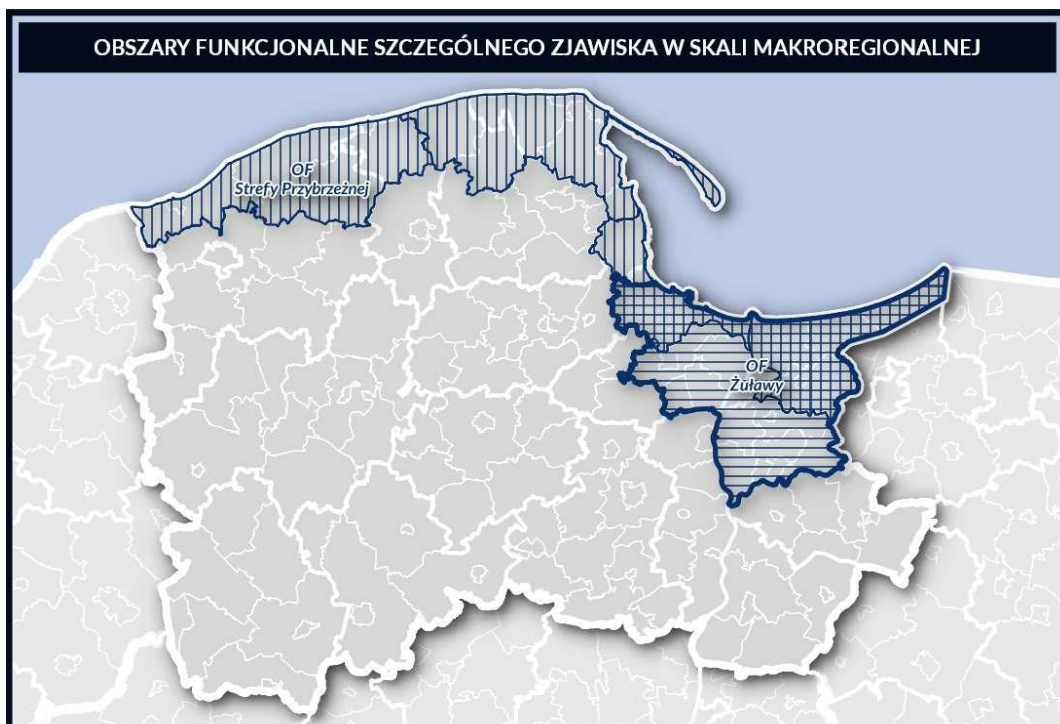 OBSZARY FUNKCJONALNE SZCZEGÓLNEGO ZJAWISKA W SKALI MAKROREGIONALNEJ
OF
Strefy Przybrzeżnej
OF
Żuławy